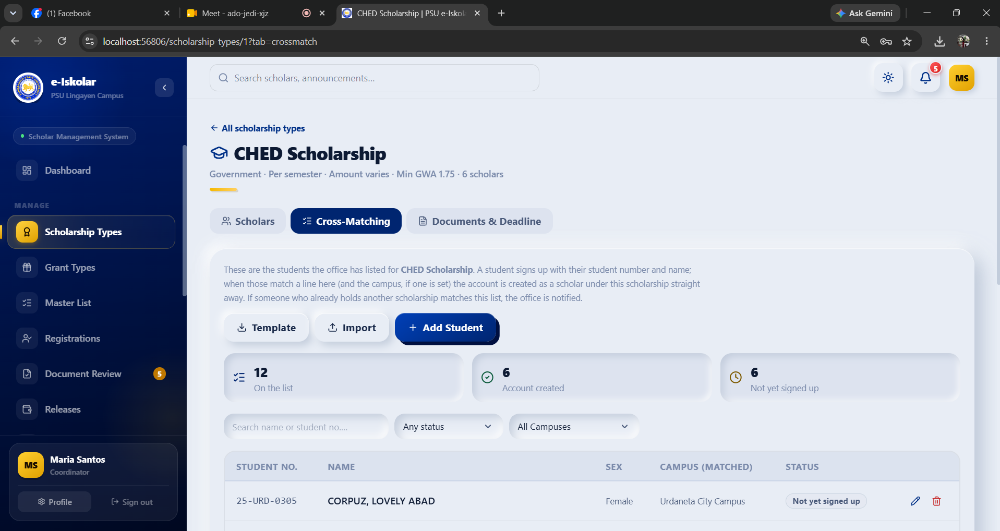 (1) Facebook
Meet - ado-jedi-xjz
CHED Scholarship | PSU e-Iskola
Ask Gemini
localhost:56806/scholarship-types/1?tab=crossmatch
e-Iskolar
PSU Lingayen Campus
Scholar Management System
Dashboard
MANAGE
Scholarship Types
Grant Types
Master List
Registrations
Document Review
5
Releases
MS
Maria Santos
Coordinator
Profile
Sign out
Search scholars, announcements...
5
MS
All scholarship types
CHED Scholarship
Government · Per semester · Amount varies · Min GWA 1.75 · 6 scholars
Scholars
Cross-Matching
Documents & Deadline
These are the students the office has listed for CHED Scholarship. A student signs up with their student number and name;
when those match a line here (and the campus, if one is set) the account is created as a scholar under this scholarship straight
away. If someone who already holds another scholarship matches this list, the office is notified.
Template
Import
+ Add Student
12
On the list
6
Account created
6
Not yet signed up
Search name or student no....
Any status
All Campuses
STUDENT NO. NAME SEX CAMPUS (MATCHED) STATUS
25-URD-0305 CORPUZ, LOVELY ABAD Female Urdaneta City Campus Not yet signed up